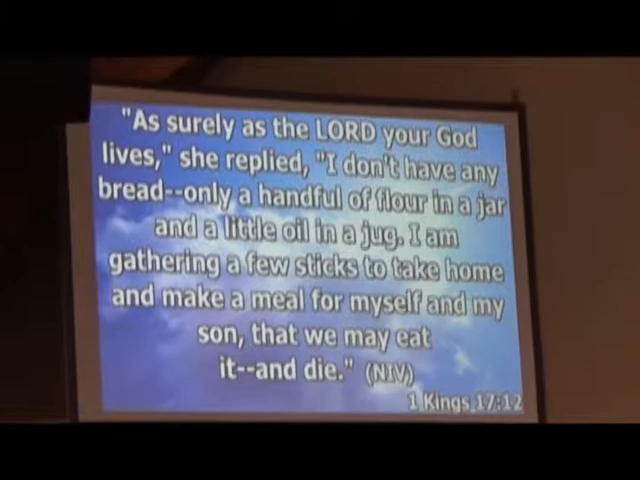 "As surely as the LORD your God
lives," she replied, "I don't have any
bread--only a handful of flour in a jar
and a little oil in a jug. I am
gathering a few sticks to take home
and make a meal for myself and my
son, that we may eat
it--and die." (NIV)
1 Kings 17:12